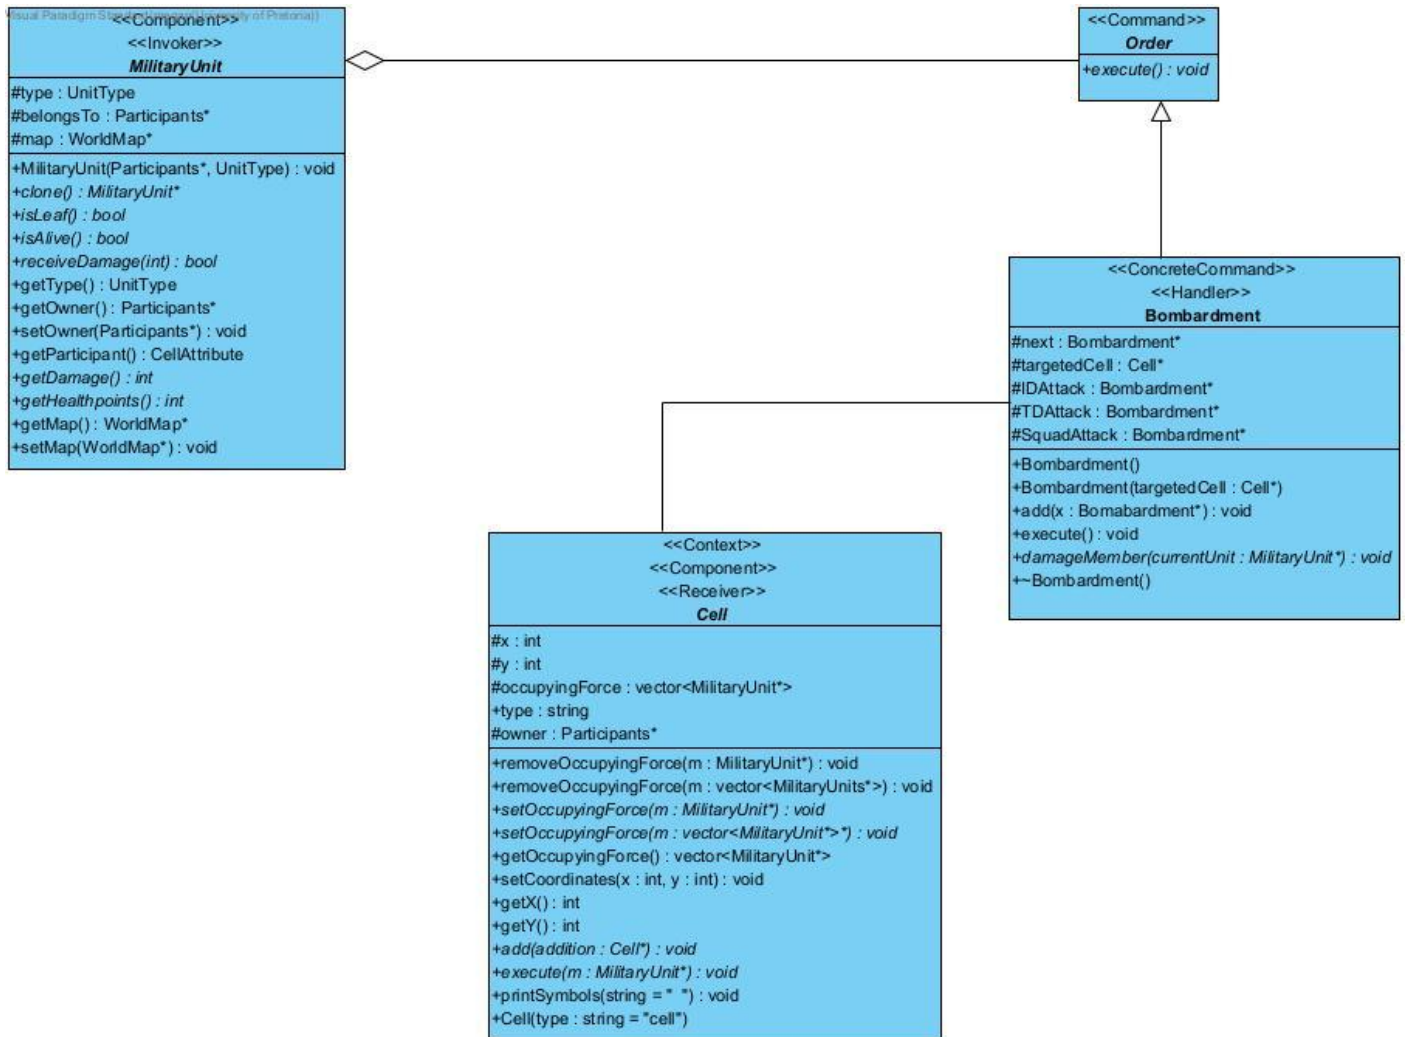 <<Component>>
<<Invoker>>
MilitaryUnit
#type : UnitType
#belongsTo : Participants*
#map : WorldMap*
+MilitaryUnit(Participants*, UnitType) : void
+clone() : MilitaryUnit*
+isLeaf() : bool
+isAlive() : bool
+receiveDamage(int) : bool
+getType() : UnitType
+getOwner() : Participants*
+setOwner(Participants*) : void
+getParticipant() : CellAttribute
+getDamage() : int
+getHealthpoints() : int
+getMap() : WorldMap*
+setMap(WorldMap*) : void
<<Command>>
Order
+execute() : void
<<ConcreteCommand>>
<<Handler>>
Bombardment
#next : Bombardment*
#targetedCell : Cell*
#IDAttack : Bombardment*
#TDAttack : Bombardment*
#SquadAttack : Bombardment*
+Bombardment()
+Bombardment(targetedCell : Cell*)
+add(x : Bomabardment*) : void
+execute() : void
+damageMember(currentUnit : MilitaryUnit*) : void
+~Bombardment()
<<Context>>
<<Component>>
<<Receiver>>
Cell
#x : int
#y : int
#occupyingForce : vector<MilitaryUnit*>
+type : string
#owner : Participants*
+removeOccupyingForce(m : MilitaryUnit*) : void
+removeOccupyingForce(m : vector<MilitaryUnits*>) : void
+setOccupyingForce(m : MilitaryUnit*) : void
+setOccupyingForce(m : vector<MilitaryUnit*>*) : void
+getOccupyingForce() : vector<MilitaryUnit*>
+setCoordinates(x : int, y : int) : void
+getX() : int
+getY() : int
+add(addition : Cell*) : void
+execute(m : MilitaryUnit*) : void
+printSymbols(string = "  ") : void
+Cell(type : string = "cell")